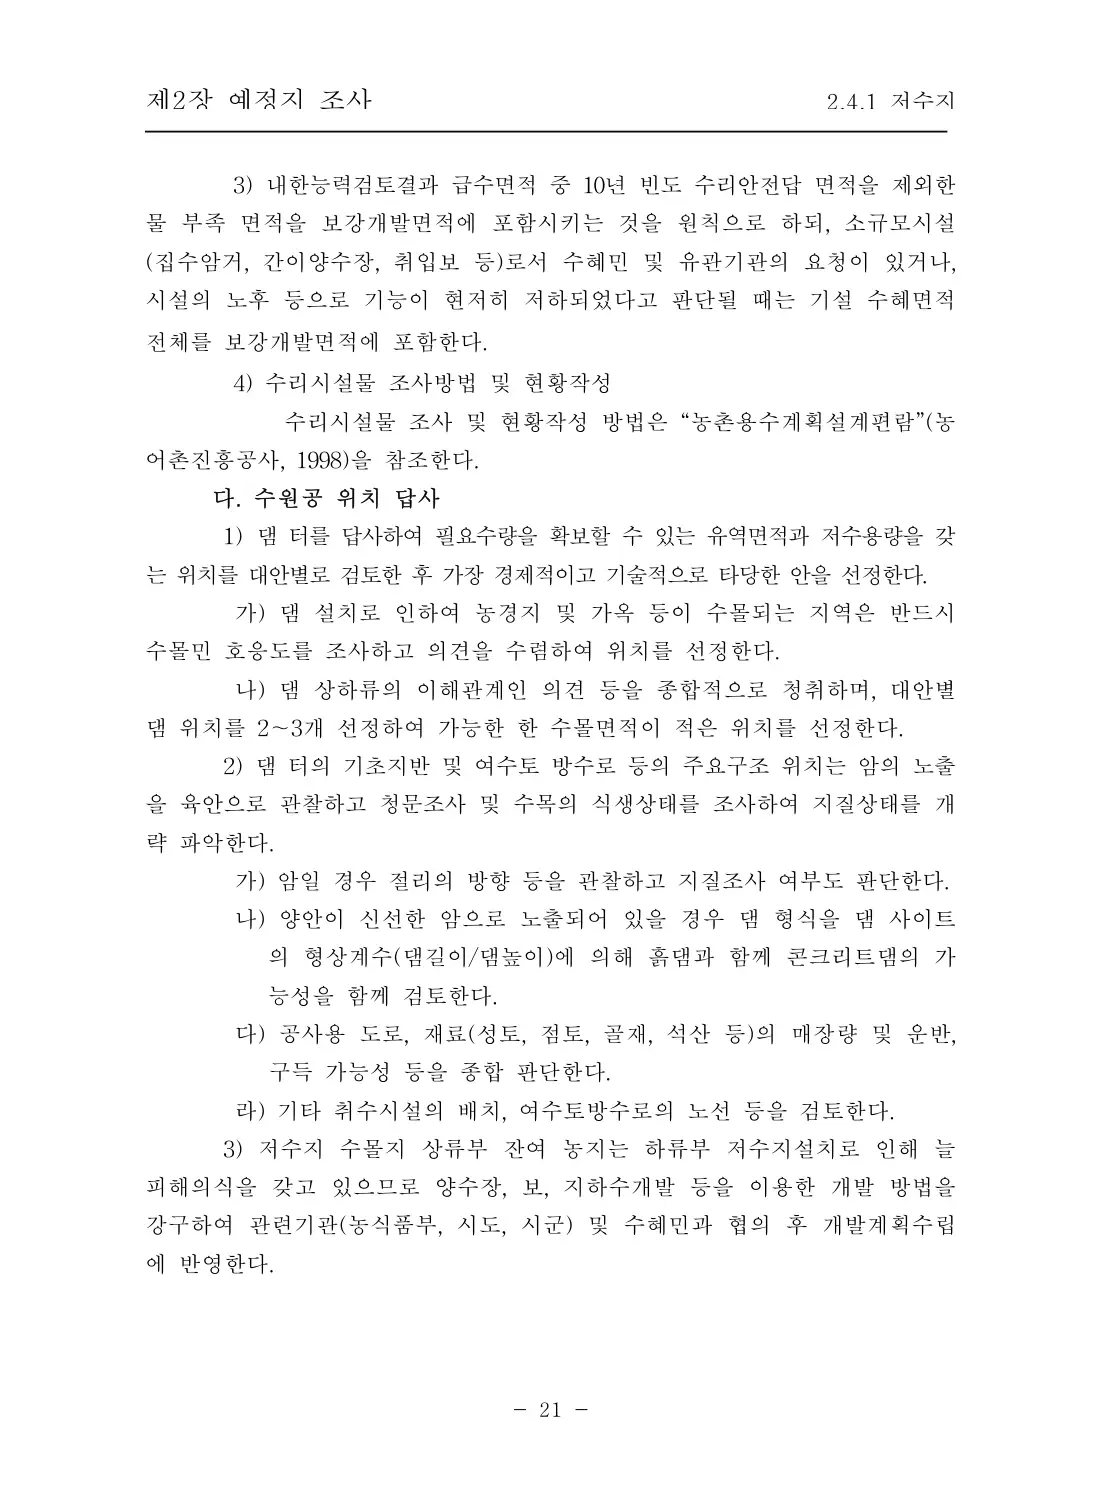 제2장 예정지 조사
2.4.1 저수지
3) 내한능력검토결과 급수면적 중 10년 빈도 수리안전답 면적을 제외한
물 부족 면적을 보강개발면적에 포함시키는 것을 원칙으로 하되, 소규모시설
(집수암거, 간이양수장, 취입보 등)로서 수혜민 및 유관기관의 요청이 있거나,
시설의 노후 등으로 기능이 현저히 저하되었다고 판단될 때는 기설 수혜면적
전체를 보강개발면적에 포함한다.
4) 수리시설물 조사방법 및 현황작성
수리시설물 조사 및 현황작성 방법은 “농촌용수계획설계편람”(농
어촌진흥공사, 1998)을 참조한다.
다. 수원공 위치 답사
1) 댐 터를 답사하여 필요수량을 확보할 수 있는 유역면적과 저수용량을 갖
는 위치를 대안별로 검토한 후 가장 경제적이고 기술적으로 타당한 안을 선정한다.
가) 댐 설치로 인하여 농경지 및 가옥 등이 수몰되는 지역은 반드시
수몰민 호응도를 조사하고 의견을 수렴하여 위치를 선정한다.
나) 댐 상하류의 이해관계인 의견 등을 종합적으로 청취하며, 대안별
댐 위치를 2∼3개 선정하여 가능한 한 수몰면적이 적은 위치를 선정한다.
2) 댐 터의 기초지반 및 여수토 방수로 등의 주요구조 위치는 암의 노출
을 육안으로 관찰하고 청문조사 및 수목의 식생상태를 조사하여 지질상태를 개
략 파악한다.
가) 암일 경우 절리의 방향 등을 관찰하고 지질조사 여부도 판단한다.
나) 양안이 신선한 암으로 노출되어 있을 경우 댐 형식을 댐 사이트
의 형상계수(댐길이/댐높이)에 의해 흙댐과 함께 콘크리트댐의 가
능성을 함께 검토한다.
다) 공사용 도로, 재료(성토, 점토, 골재, 석산 등)의 매장량 및 운반,
구득 가능성 등을 종합 판단한다.
라) 기타 취수시설의 배치, 여수토방수로의 노선 등을 검토한다.
3) 저수지 수몰지 상류부 잔여 농지는 하류부 저수지설치로 인해 늘
피해의식을 갖고 있으므로 양수장, 보, 지하수개발 등을 이용한 개발 방법을
강구하여 관련기관(농식품부, 시도, 시군) 및 수혜민과 협의 후 개발계획수립
에 반영한다.
- 21 -